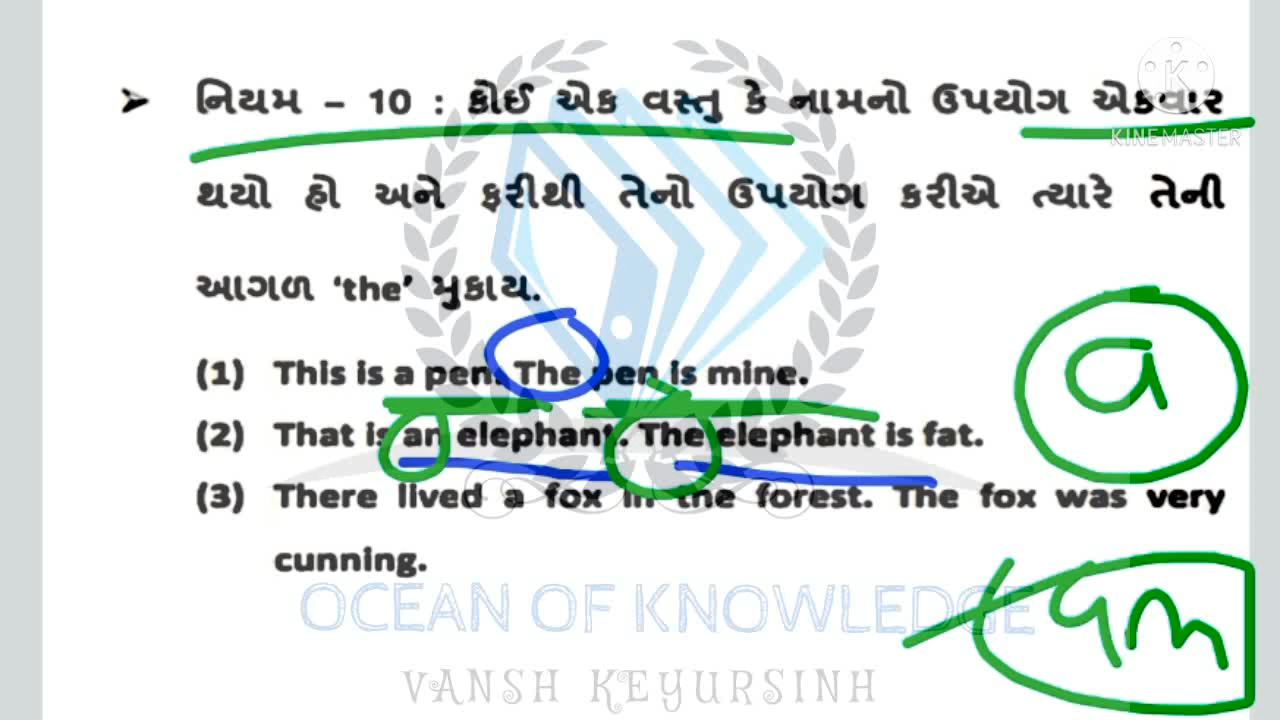 ➤ નિયમ – 10 : કોઈ એક વસ્તુ કે નામનો ઉપયોગ એકવાર
થયો હો અને ફરીથી તેનો ઉપયોગ કરીએ ત્યારે તેની
આગળ ‘the’ મુકાય.
(1) This is a pen. The pen is mine.
(2) That is an elephant. The elephant is fat.
(3) There lived a fox in the forest. The fox was very
cunning.
a
an
OCEAN OF KNOWLEDGE
VANSH KEYURSINH
K
KINEMASTER